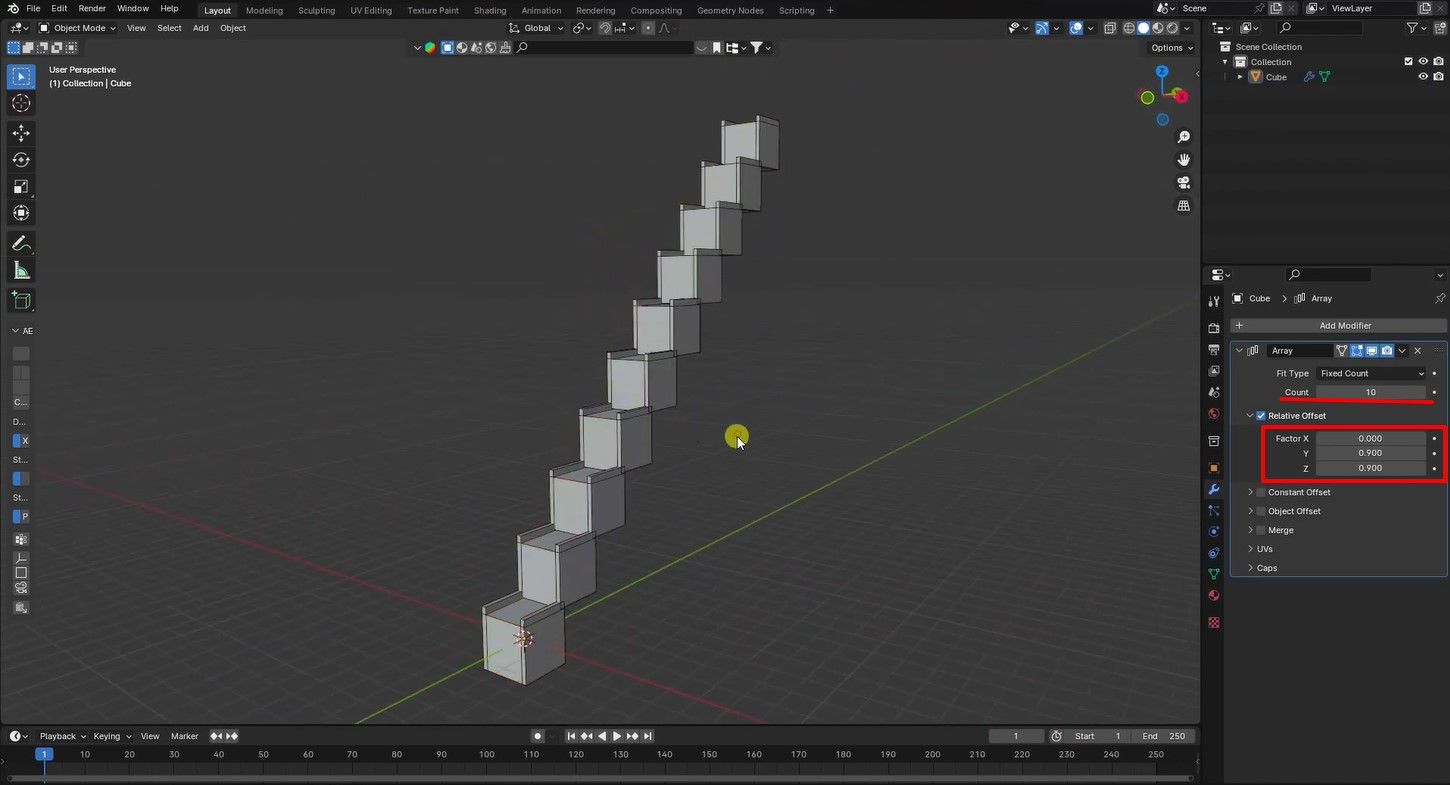 File Edit Render Window Help Layout Modeling Sculpting UV Editing Texture Paint Shading Animation Rendering Compositing Geometry Nodes Scripting + Scene ViewLayer
Object Mode View Select Add Object Global
Options
User Perspective
(1) Collection | Cube
Z
X
Scene Collection
Collection
Cube
AE
C...
D...
X
St...
St...
P
Cube > Array
+ Add Modifier
Array
Fit Type Fixed Count
Count 10
Relative Offset
Factor X 0.000
Y 0.900
Z 0.900
Constant Offset
Object Offset
Merge
UVs
Caps
Playback Keying View Marker 1 Start 1 End 250
1 10 20 30 40 50 60 70 80 90 100 110 120 130 140 150 160 170 180 190 200 210 220 230 240 250